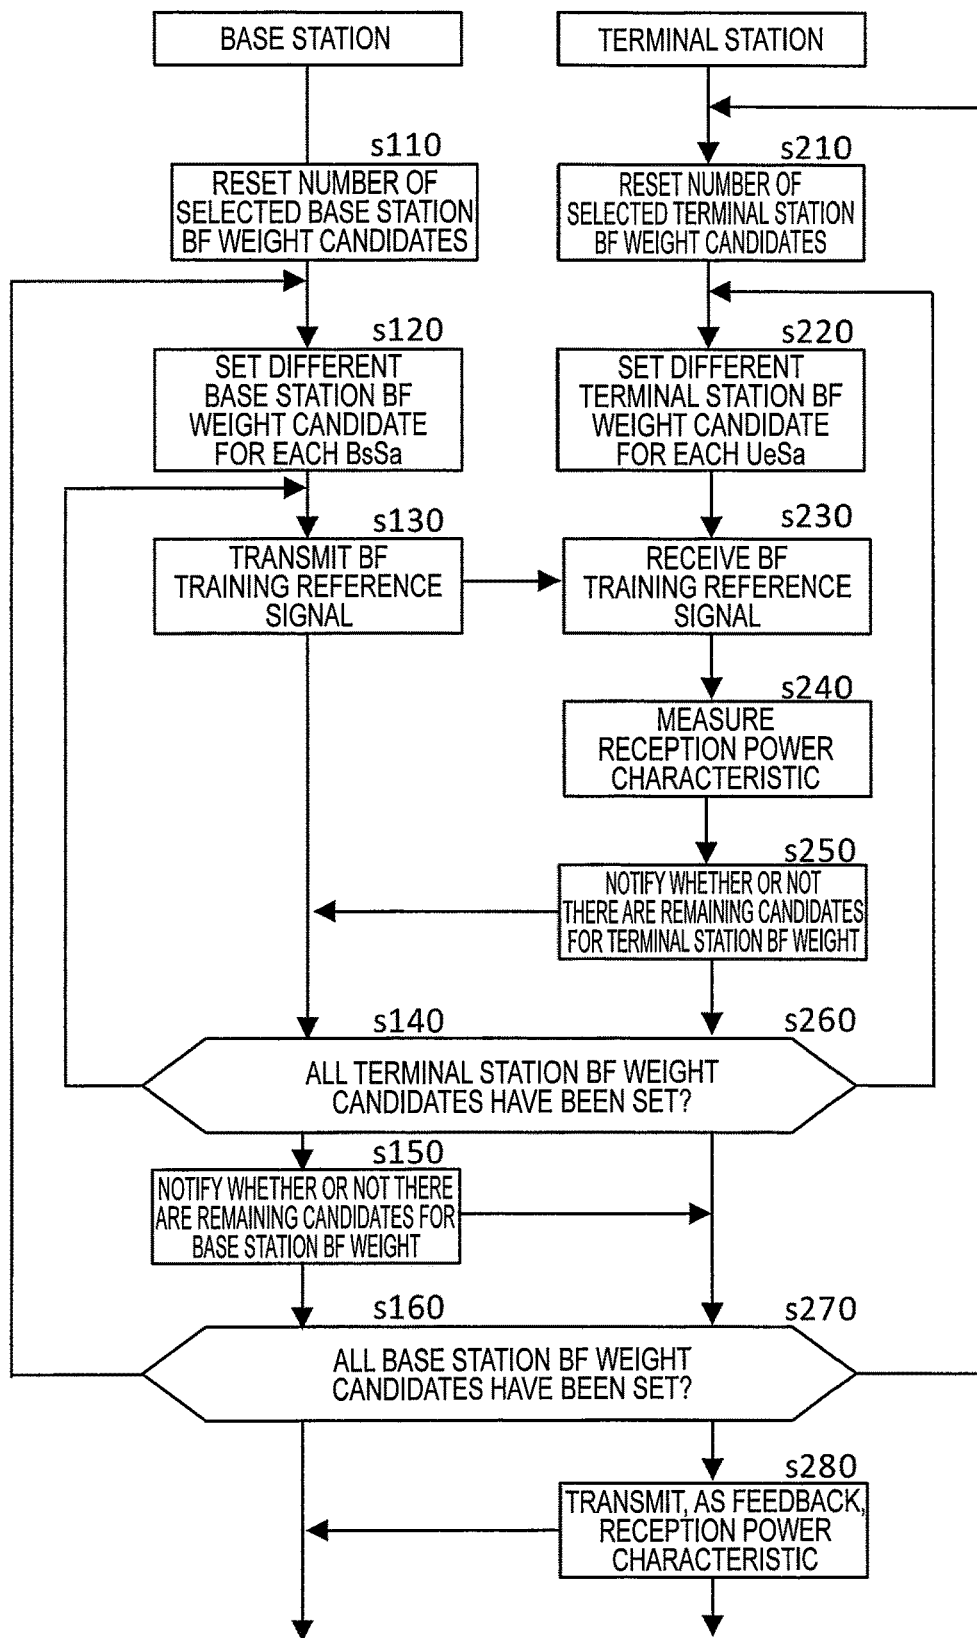 BASE STATION
TERMINAL STATION
s110
RESET NUMBER OF
SELECTED BASE STATION
BF WEIGHT CANDIDATES
s210
RESET NUMBER OF
SELECTED TERMINAL STATION
BF WEIGHT CANDIDATES
s120
SET DIFFERENT
BASE STATION BF
WEIGHT CANDIDATE
FOR EACH BsSa
s220
SET DIFFERENT
TERMINAL STATION BF
WEIGHT CANDIDATE
FOR EACH UeSa
s130
TRANSMIT BF
TRAINING REFERENCE
SIGNAL
s230
RECEIVE BF
TRAINING REFERENCE
SIGNAL
s240
MEASURE
RECEPTION POWER
CHARACTERISTIC
s250
NOTIFY WHETHER OR NOT
THERE ARE REMAINING CANDIDATES
FOR TERMINAL STATION BF WEIGHT
s140
s260
ALL TERMINAL STATION BF WEIGHT
CANDIDATES HAVE BEEN SET?
s150
NOTIFY WHETHER OR NOT THERE
ARE REMAINING CANDIDATES FOR
BASE STATION BF WEIGHT
s160
s270
ALL BASE STATION BF WEIGHT
CANDIDATES HAVE BEEN SET?
s280
TRANSMIT, AS FEEDBACK,
RECEPTION POWER
CHARACTERISTIC